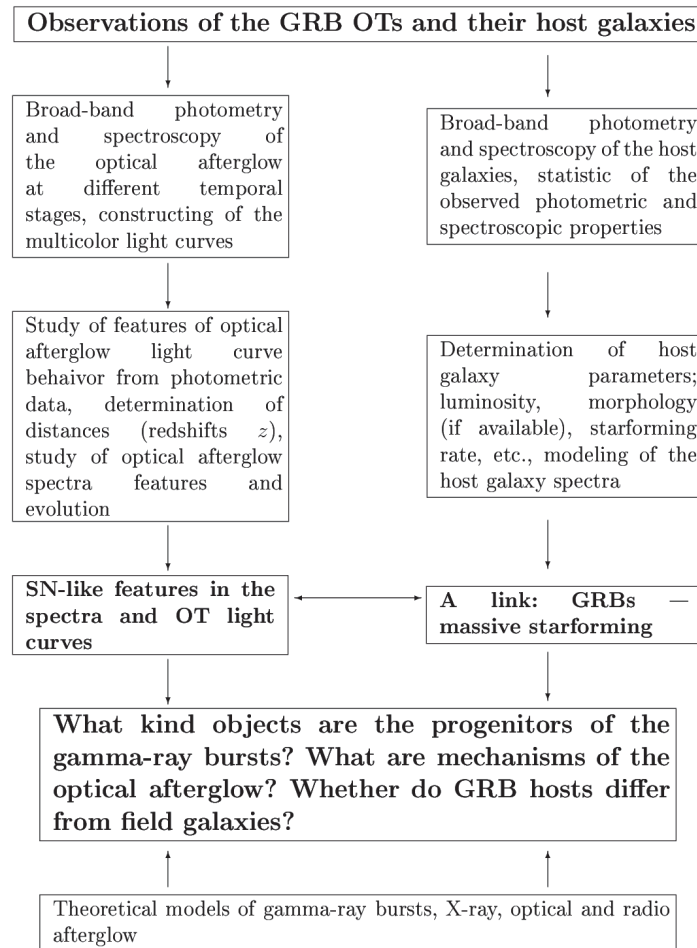 Observations of the GRB OTs and their host galaxies
Broad-band photometry
and spectroscopy of
the optical afterglow
at different temporal
stages, constructing of the
multicolor light curves
Broad-band photometry
and spectroscopy of the host
galaxies, statistic of the
observed photometric and
spectroscopic properties
Study of features of optical
afterglow light curve
behaivor from photometric
data, determination of
distances (redshifts z),
study of optical afterglow
spectra features and
evolution
Determination of host
galaxy parameters;
luminosity, morphology
(if available), starforming
rate, etc., modeling of the
host galaxy spectra
SN-like features in the
spectra and OT light
curves
A link: GRBs —
massive starforming
What kind objects are the progenitors of the
gamma-ray bursts? What are mechanisms of the
optical afterglow? Whether do GRB hosts differ
from field galaxies?
Theoretical models of gamma-ray bursts, X-ray, optical and radio
afterglow